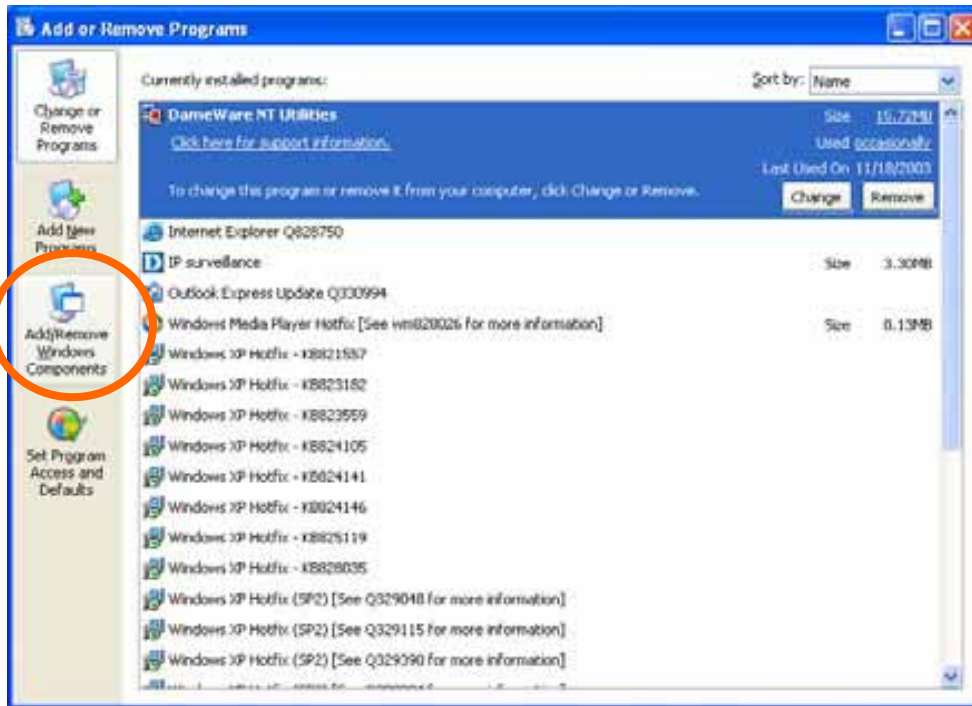 Add or Remove Programs
Change or
Remove
Programs
Add New
Programs
Add/Remove
Windows
Components
Set Program
Access and
Defaults
Currently installed programs:
Sort by: Name
DameWare NT Utilities
Size 15.72MB
Click here for support information.
Used occasionally
Last Used On 11/18/2003
To change this program or remove it from your computer, click Change or Remove.
Change Remove
Internet Explorer Q828750
IP surveillance Size 3.30MB
Outlook Express Update Q330994
Windows Media Player Hotfix [See wm828026 for more information] Size 0.13MB
Windows XP Hotfix - KB821557
Windows XP Hotfix - KB823182
Windows XP Hotfix - KB823559
Windows XP Hotfix - KB824105
Windows XP Hotfix - KB824141
Windows XP Hotfix - KB824146
Windows XP Hotfix - KB825119
Windows XP Hotfix - KB828035
Windows XP Hotfix (SP2) [See Q329048 for more information]
Windows XP Hotfix (SP2) [See Q329115 for more information]
Windows XP Hotfix (SP2) [See Q329390 for more information]